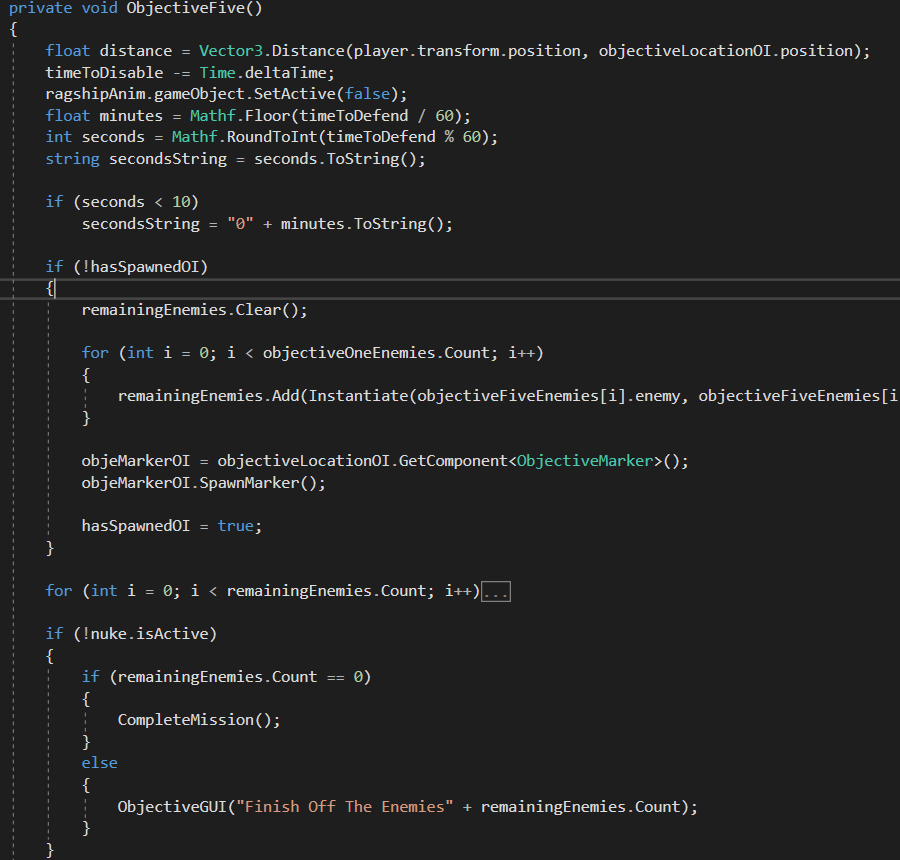 private void ObjectiveFive()
{
    float distance = Vector3.Distance(player.transform.position, objectiveLocationOI.position);
    timeToDisable -= Time.deltaTime;
    ragshipAnim.gameObject.SetActive(false);
    float minutes = Mathf.Floor(timeToDefend / 60);
    int seconds = Mathf.RoundToInt(timeToDefend % 60);
    string secondsString = seconds.ToString();

    if (seconds < 10)
        secondsString = "0" + minutes.ToString();

    if (!hasSpawnedOI)
    {
        remainingEnemies.Clear();

        for (int i = 0; i < objectiveOneEnemies.Count; i++)
        {
            remainingEnemies.Add(Instantiate(objectiveFiveEnemies[i].enemy, objectiveFiveEnemies[i
        }

        objeMarkerOI = objectiveLocationOI.GetComponent<ObjectiveMarker>();
        objeMarkerOI.SpawnMarker();

        hasSpawnedOI = true;
    }

    for (int i = 0; i < remainingEnemies.Count; i++)...

    if (!nuke.isActive)
    {
        if (remainingEnemies.Count == 0)
        {
            CompleteMission();
        }
        else
        {
            ObjectiveGUI("Finish Off The Enemies" + remainingEnemies.Count);
        }
    }